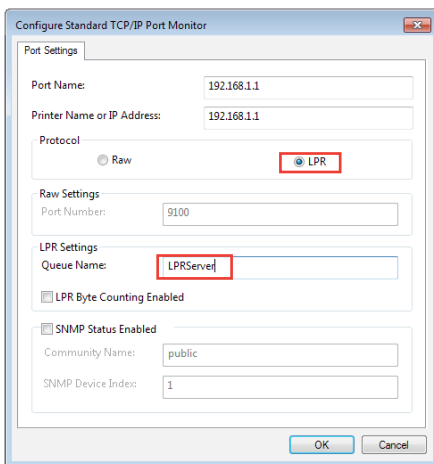 Configure Standard TCP/IP Port Monitor
Port Settings
Port Name: 192.168.1.1
Printer Name or IP Address: 192.168.1.1
Protocol
Raw LPR
Raw Settings
Port Number: 9100
LPR Settings
Queue Name: LPRServer
LPR Byte Counting Enabled
SNMP Status Enabled
Community Name: public
SNMP Device Index: 1
OK Cancel